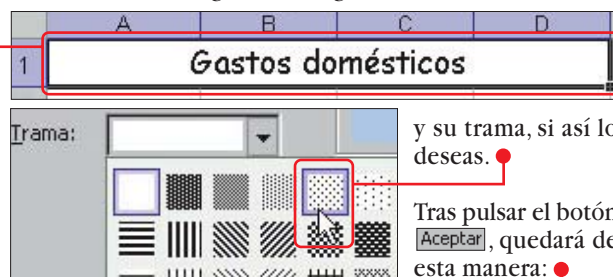 A B C D
1 Gastos domésticos
Trama:
y su trama, si así lo
deseas.
Tras pulsar el botón
Aceptar, quedará de
esta manera: